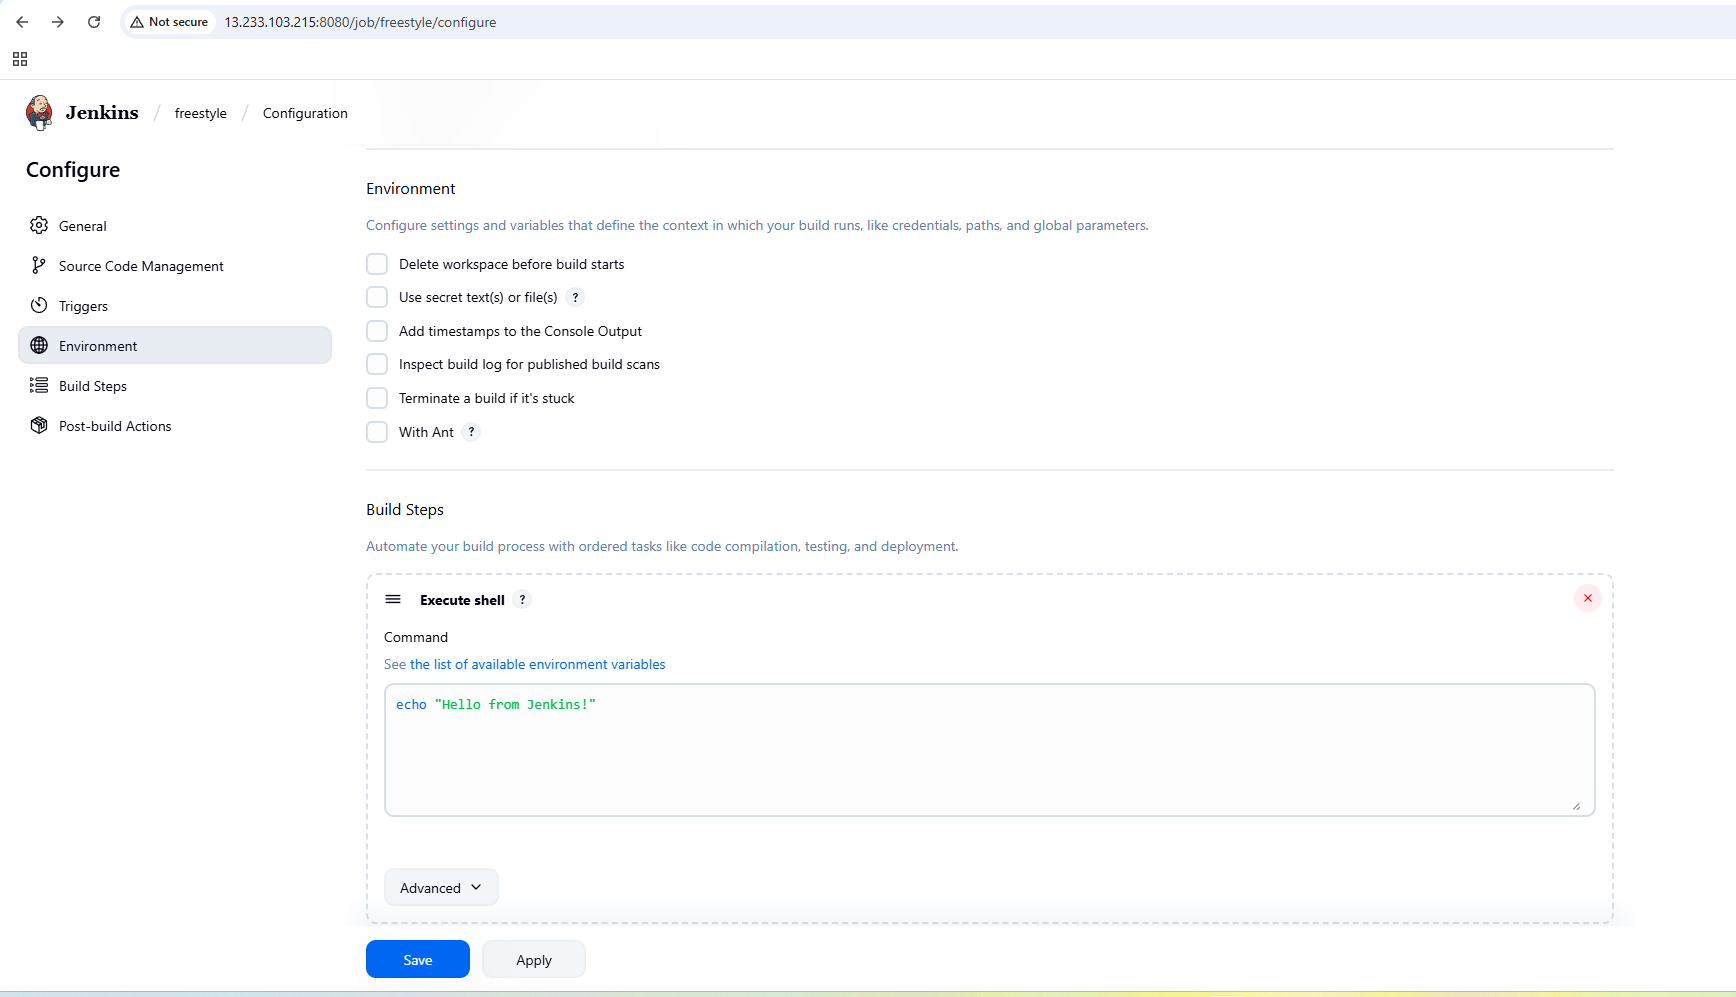 Not secure 13.233.103.215:8080/job/freestyle/configure
Jenkins / freestyle / Configuration
Configure
General
Source Code Management
Triggers
Environment
Build Steps
Post-build Actions
Environment
Configure settings and variables that define the context in which your build runs, like credentials, paths, and global parameters.
Delete workspace before build starts
Use secret text(s) or file(s) ?
Add timestamps to the Console Output
Inspect build log for published build scans
Terminate a build if it's stuck
With Ant ?
Build Steps
Automate your build process with ordered tasks like code compilation, testing, and deployment.
Execute shell ?
Command
See the list of available environment variables
echo "Hello from Jenkins!"
Advanced
Save Apply